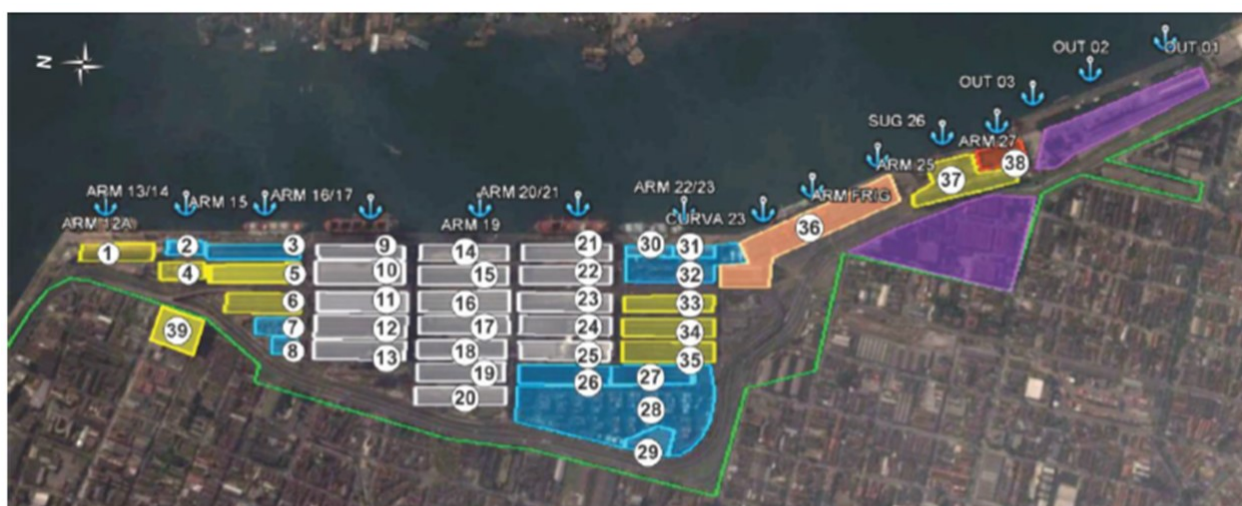 N
OUT 01
OUT 02
OUT 03
SUG 26
ARM 27
ARM 25
ARM FRIG
ARM 13/14
ARM 15
ARM 16/17
ARM 20/21
ARM 22/23
ARM 12A
ARM 19
CURVA 23
1
2
3
4
5
6
7
8
9
10
11
12
13
14
15
16
17
18
19
20
21
22
23
24
25
26
27
28
29
30
31
32
33
34
35
36
37
38
39